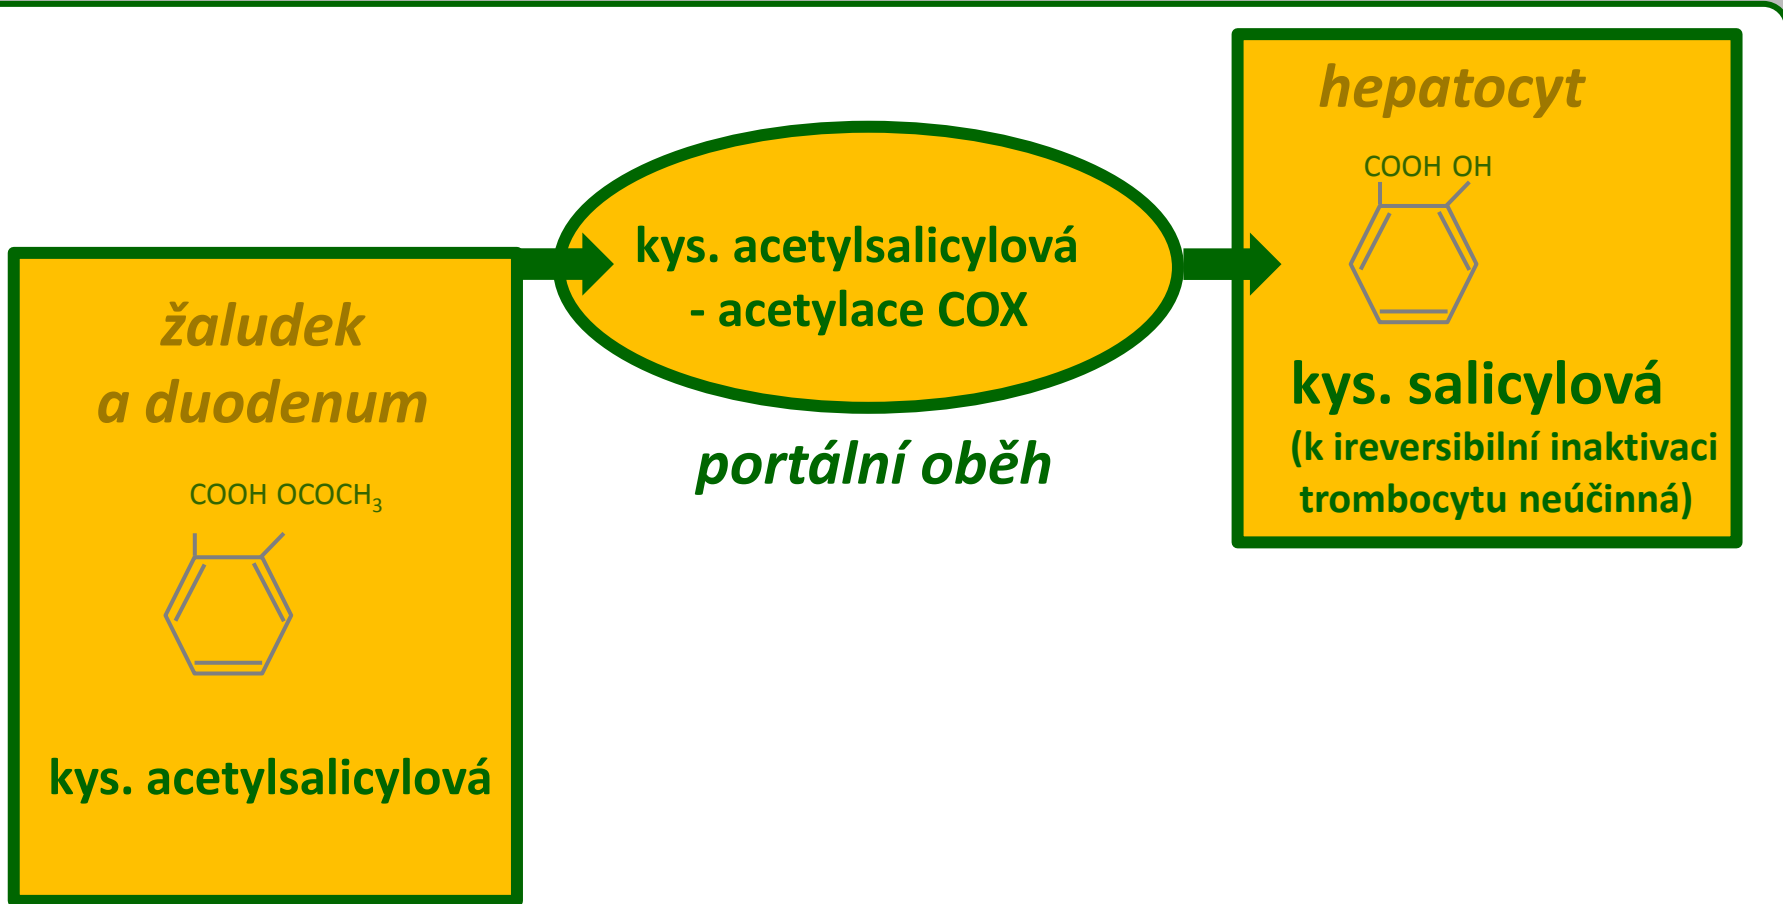 žaludek
a duodenum
COOH OCOCH₃
kys. acetylsalicylová
kys. acetylsalicylová
- acetylace COX
portální oběh
hepatocyt
COOH OH
kys. salicylová
(k ireversibilní inaktivaci
trombocytu neúčinná)